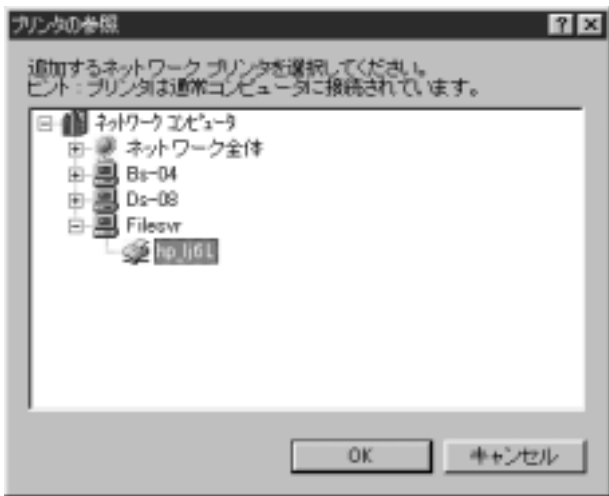 プリンタの参照
追加するネットワーク プリンタを選択してください。
ヒント：プリンタは通常コンピュータに接続されています。
ネットワーク コンピュータ
ネットワーク全体
Bs-04
Ds-08
Filesvr
hp_lj6L
OK
キャンセル